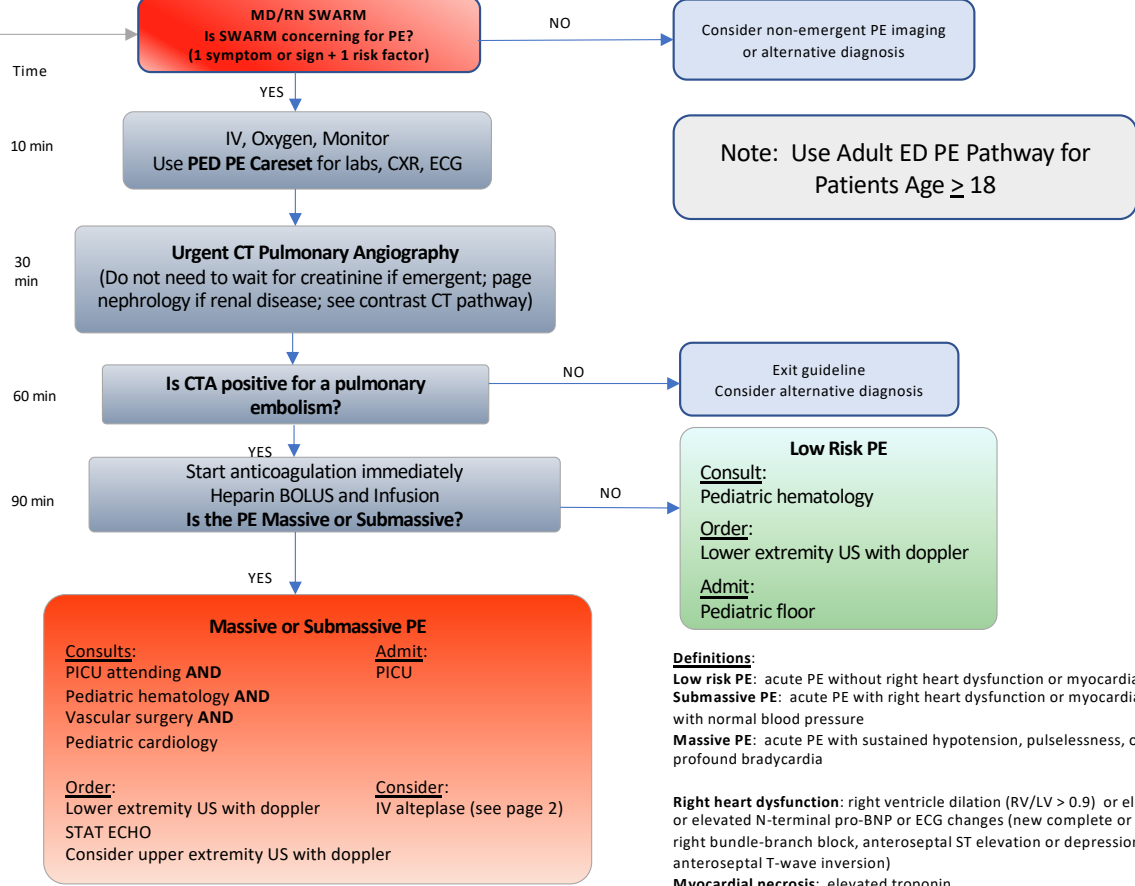 MD/RN SWARM
Is SWARM concerning for PE?
(1 symptom or sign + 1 risk factor)
NO
Consider non-emergent PE imaging
or alternative diagnosis
Time
YES
10 min
IV, Oxygen, Monitor
Use PED PE Careset for labs, CXR, ECG
Note: Use Adult ED PE Pathway for
Patients Age ≥ 18
30
min
Urgent CT Pulmonary Angiography
(Do not need to wait for creatinine if emergent; page
nephrology if renal disease; see contrast CT pathway)
60 min
Is CTA positive for a pulmonary
embolism?
NO
Exit guideline
Consider alternative diagnosis
YES
90 min
Start anticoagulation immediately
Heparin BOLUS and Infusion
Is the PE Massive or Submassive?
NO
Low Risk PE
Consult:
Pediatric hematology
Order:
Lower extremity US with doppler
Admit:
Pediatric floor
YES
Massive or Submassive PE
Consults:
PICU attending AND
Pediatric hematology AND
Vascular surgery AND
Pediatric cardiology
Admit:
PICU
Order:
Lower extremity US with doppler
STAT ECHO
Consider upper extremity US with doppler
Consider:
IV alteplase (see page 2)
Definitions:
Low risk PE: acute PE without right heart dysfunction or
Submassive PE: acute PE with right heart dysfunction or
with normal blood pressure
Massive PE: acute PE with sustained hypotension, pulselessness,
profound bradycardia
Right heart dysfunction: right ventricle dilation (RV/LV > 0.9) or
or elevated N-terminal pro-BNP or ECG changes (new complete or
right bundle-branch block, anteroseptal ST elevation or
anteroseptal T-wave inversion)
Myocardial necrosis: elevated troponin